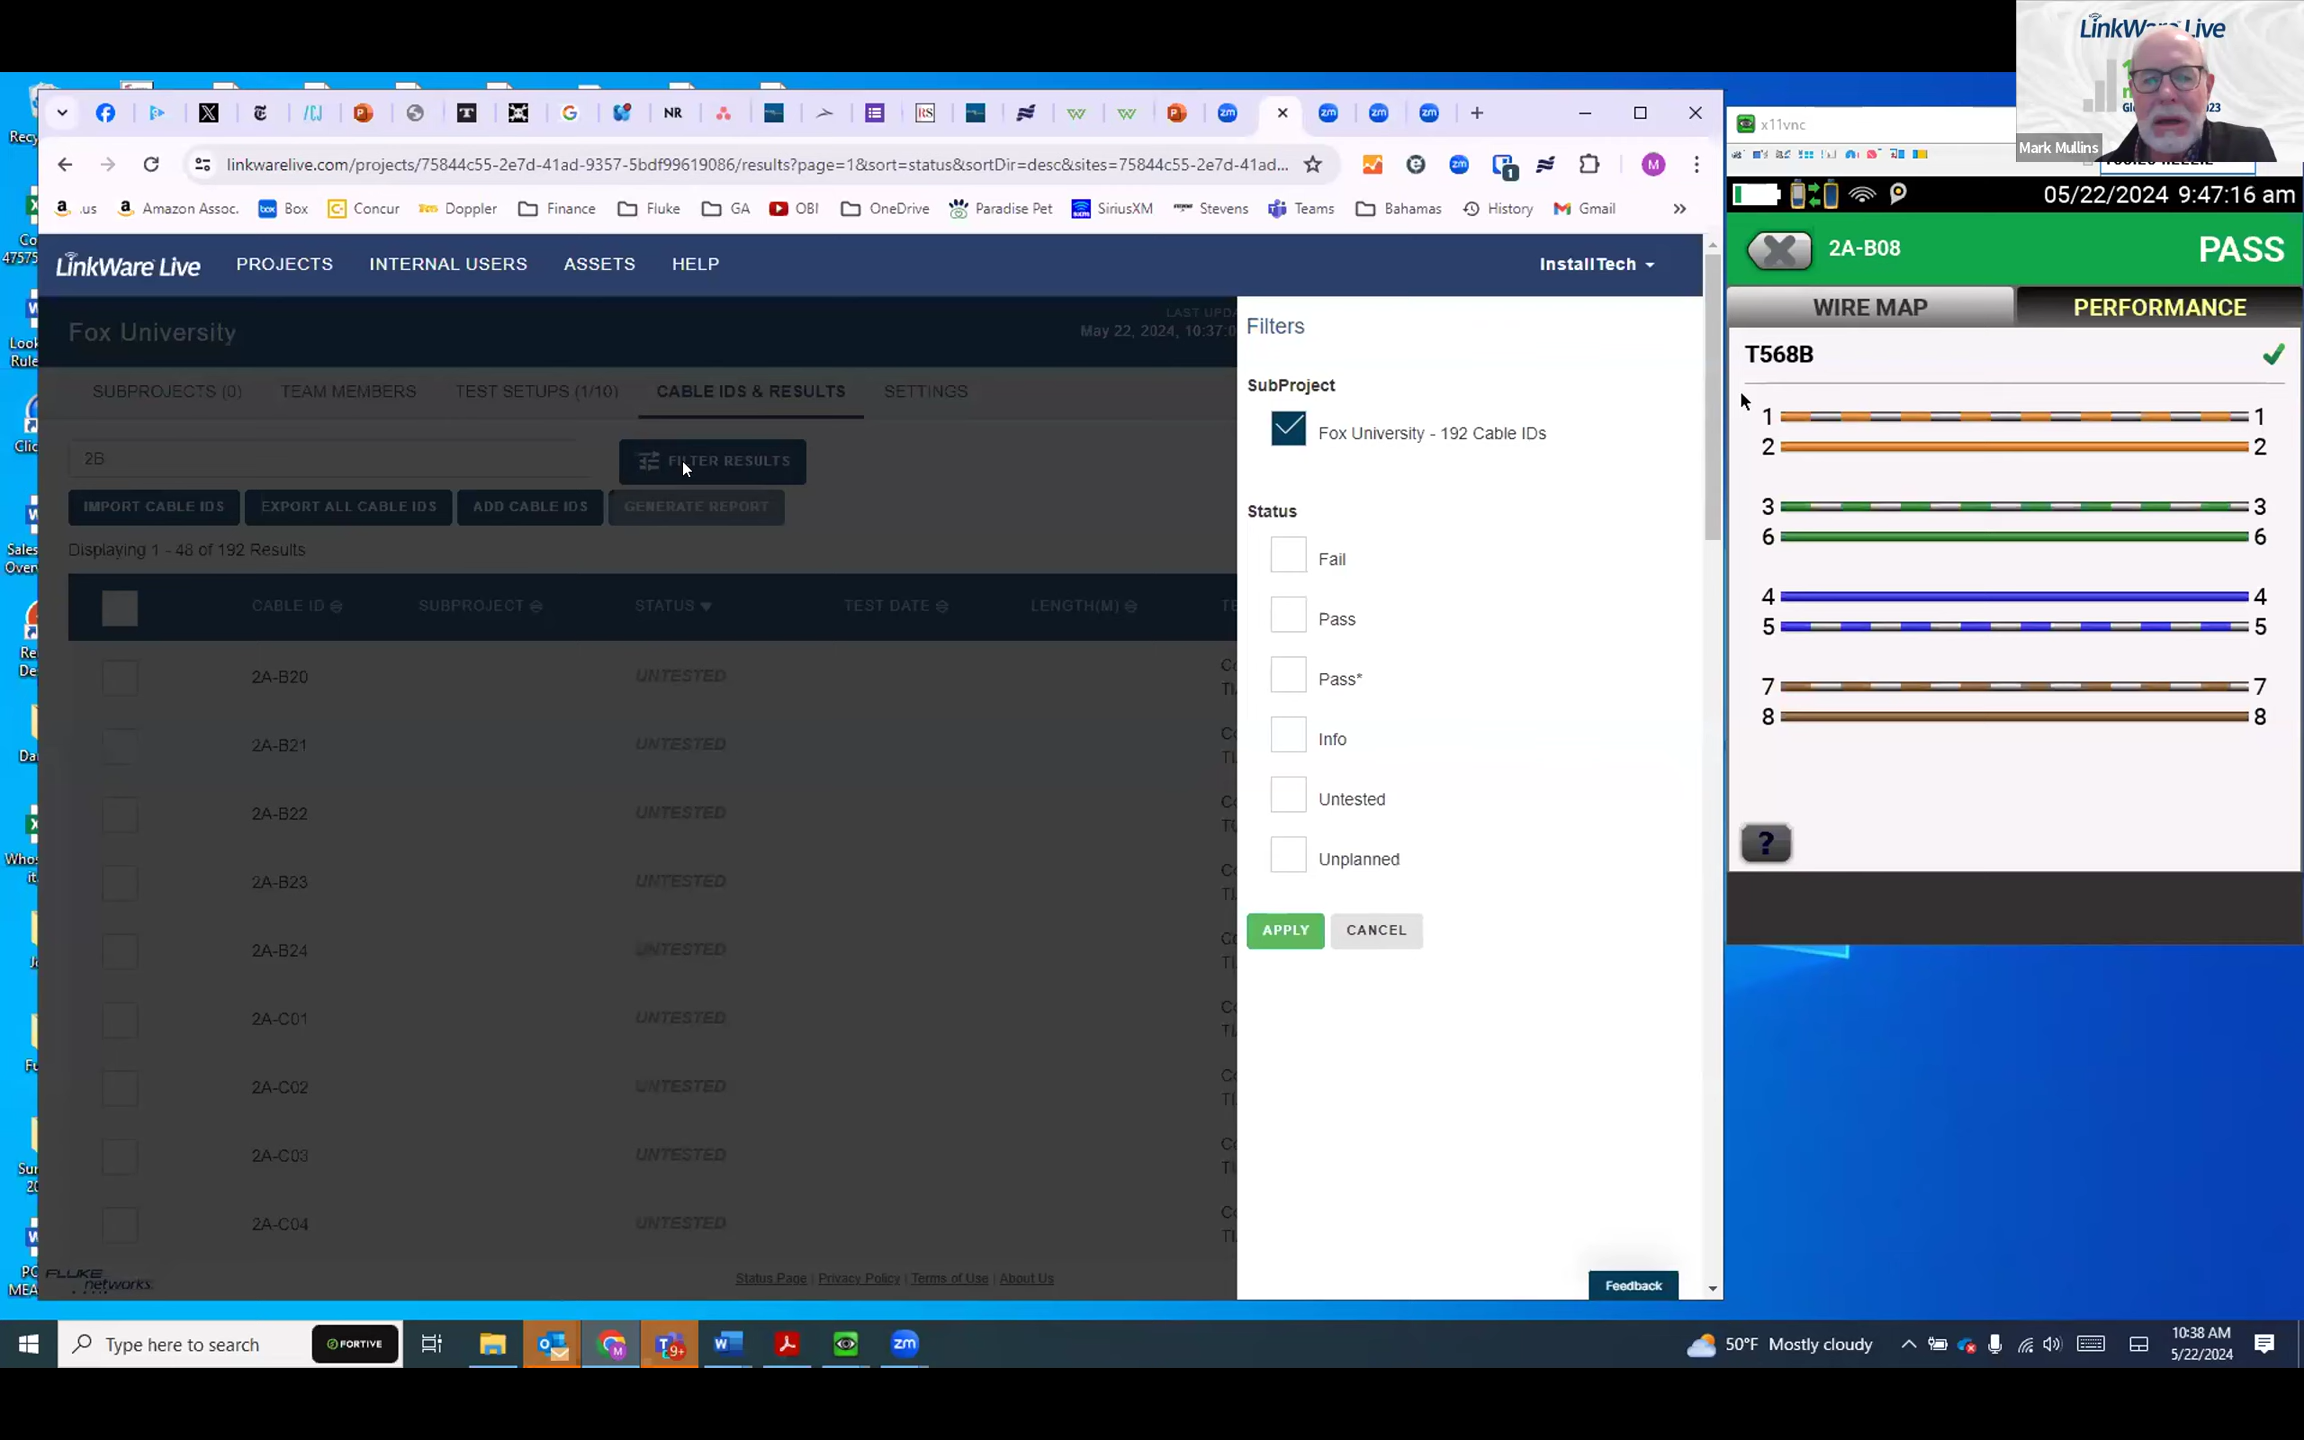 LinkWare Live
Mark Mullins
x11vnc
linkwarelive.com/projects/75844c55-2e7d-41ad-9357-5bdf99619086/results?page=1&sort=status&sortDir=desc&sites=75844c55-2e7d-41ad...
.us
Amazon Assoc.
Box
Concur
Doppler
Finance
Fluke
GA
OBI
OneDrive
Paradise Pet
SiriusXM
Stevens
Teams
Bahamas
History
Gmail
05/22/2024 9:47:16 am
2A-B08
PASS
WIRE MAP
PERFORMANCE
T568B
1 1
2 2
3 3
6 6
4 4
5 5
7 7
8 8
?
LinkWare Live
PROJECTS
INTERNAL USERS
ASSETS
HELP
InstallTech
Fox University
May 22, 2024, 10:37:0
SUBPROJECTS (0)
TEAM MEMBERS
TEST SETUPS (1/10)
CABLE IDS & RESULTS
SETTINGS
2B
FILTER RESULTS
IMPORT CABLE IDS
EXPORT ALL CABLE IDS
ADD CABLE IDS
GENERATE REPORT
Displaying 1 - 48 of 192 Results
CABLE ID
SUBPROJECT
STATUS
TEST DATE
LENGTH(M)
2A-B20 UNTESTED
2A-B21 UNTESTED
2A-B22 UNTESTED
2A-B23 UNTESTED
2A-B24 UNTESTED
2A-C01 UNTESTED
2A-C02 UNTESTED
2A-C03 UNTESTED
2A-C04 UNTESTED
Filters
SubProject
Fox University - 192 Cable IDs
Status
Fail
Pass
Pass*
Info
Untested
Unplanned
APPLY
CANCEL
Feedback
FLUKE networks
Status Page | Privacy Policy | Terms of Use | About Us
Type here to search
FORTIVE
50°F Mostly cloudy
10:38 AM
5/22/2024